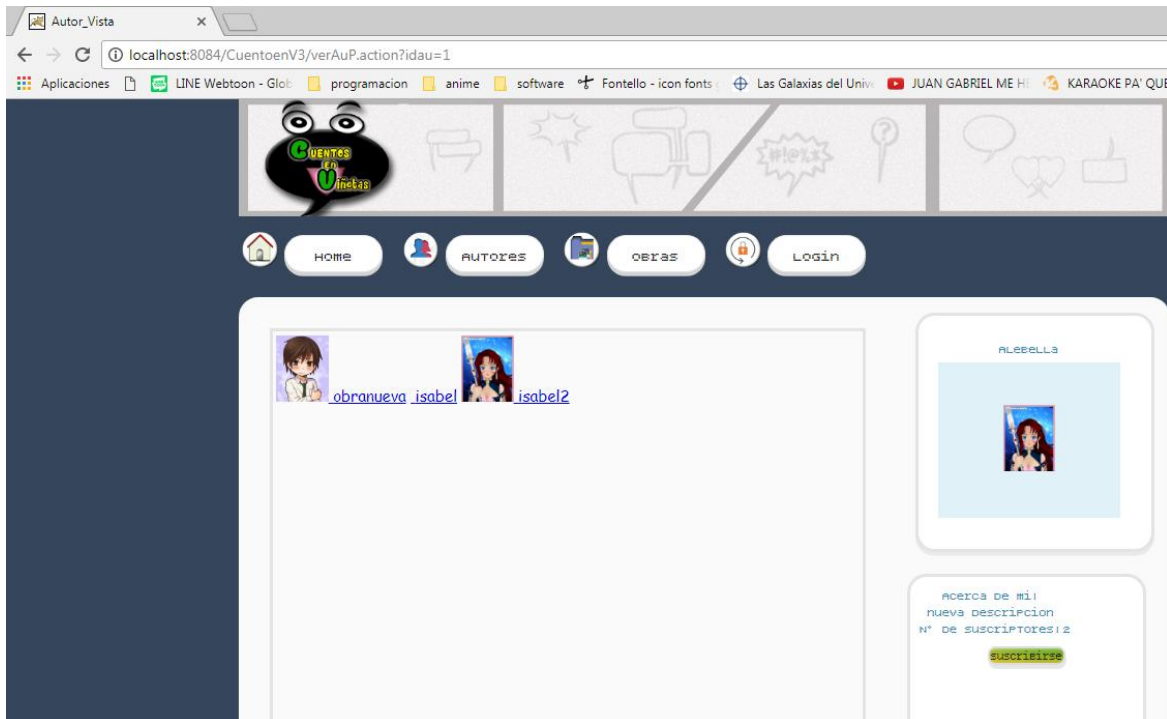 Autor_Vista
localhost:8084/CuentoenV3/verAuP.action?idau=1
Aplicaciones LINE Webtoon - Glob programacion anime software Fontello - icon fonts Las Galaxias del Unive JUAN GABRIEL ME H KARAOKE PA' QUE
Cuentos
en
Viñetas
$#!@%*
?
Home Autores Obras Login
obranueva isabel isabel2
Alebella
Acerca de mi:
nueva descripcion
N° de suscriptores:2
suscribirse